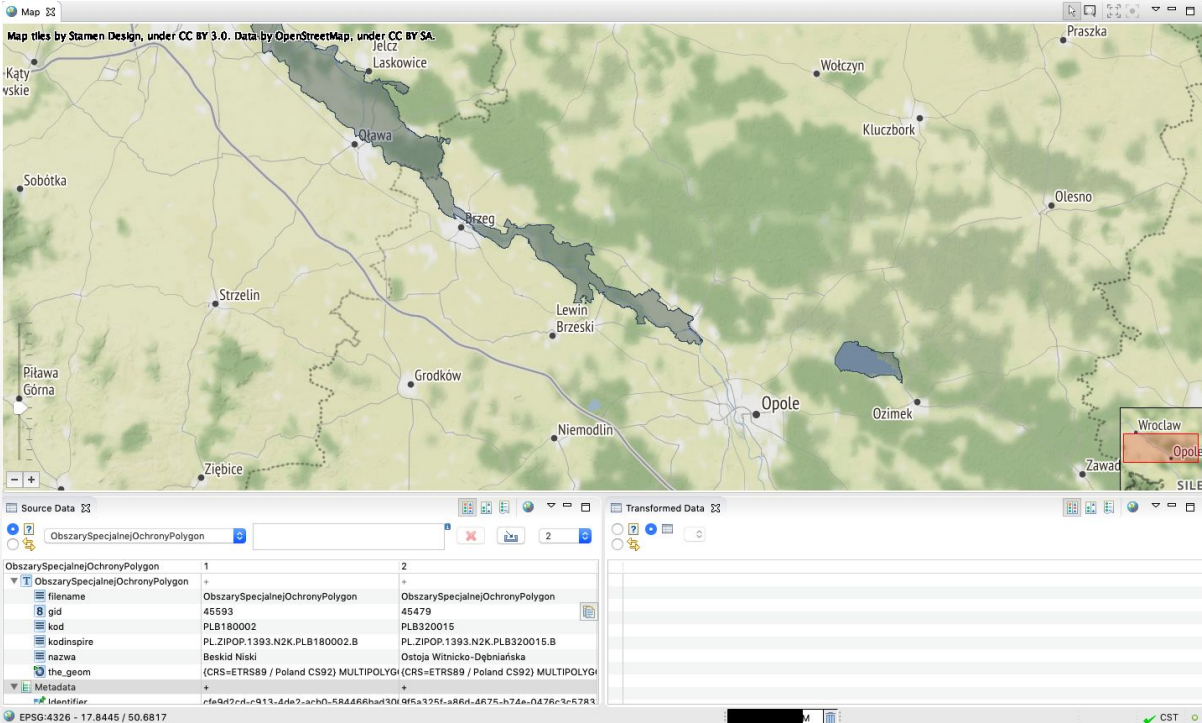 Map
Map tiles by Stamen Design, under CC BY 3.0. Data by OpenStreetMap, under CC BY SA.
Praszka
Jelcz
Laskowice
Wołczyn
Kąty
wskie
Kluczbork
Oława
Sobótka
Olesno
Brzeg
Strzelin
Lewin
Brzeski
Piława
Górna
Grodków
Opole
Ozimek
Niemodlin
Wroclaw
Opole
Ziębice
Zawad
SILE
Source Data
Transformed Data
ObszarySpecjalnejOchronyPolygon 2
ObszarySpecjalnejOchronyPolygon 1 2
ObszarySpecjalnejOchronyPolygon + +
filename ObszarySpecjalnejOchronyPolygon ObszarySpecjalnejOchronyPolygon
gid 45593 45479
kod PLB180002 PLB320015
kodinspire PL.ZIPOP.1393.N2K.PLB180002.B PL.ZIPOP.1393.N2K.PLB320015.B
nazwa Beskid Niski Ostoja Witnicko-Dębniańska
the_geom {CRS=ETRS89 / Poland CS92} MULTIPOLYG {CRS=ETRS89 / Poland CS92} MULTIPOLYG
Metadata + +
Identifier
EPSG:4326 - 17.8445 / 50.6817 M CST